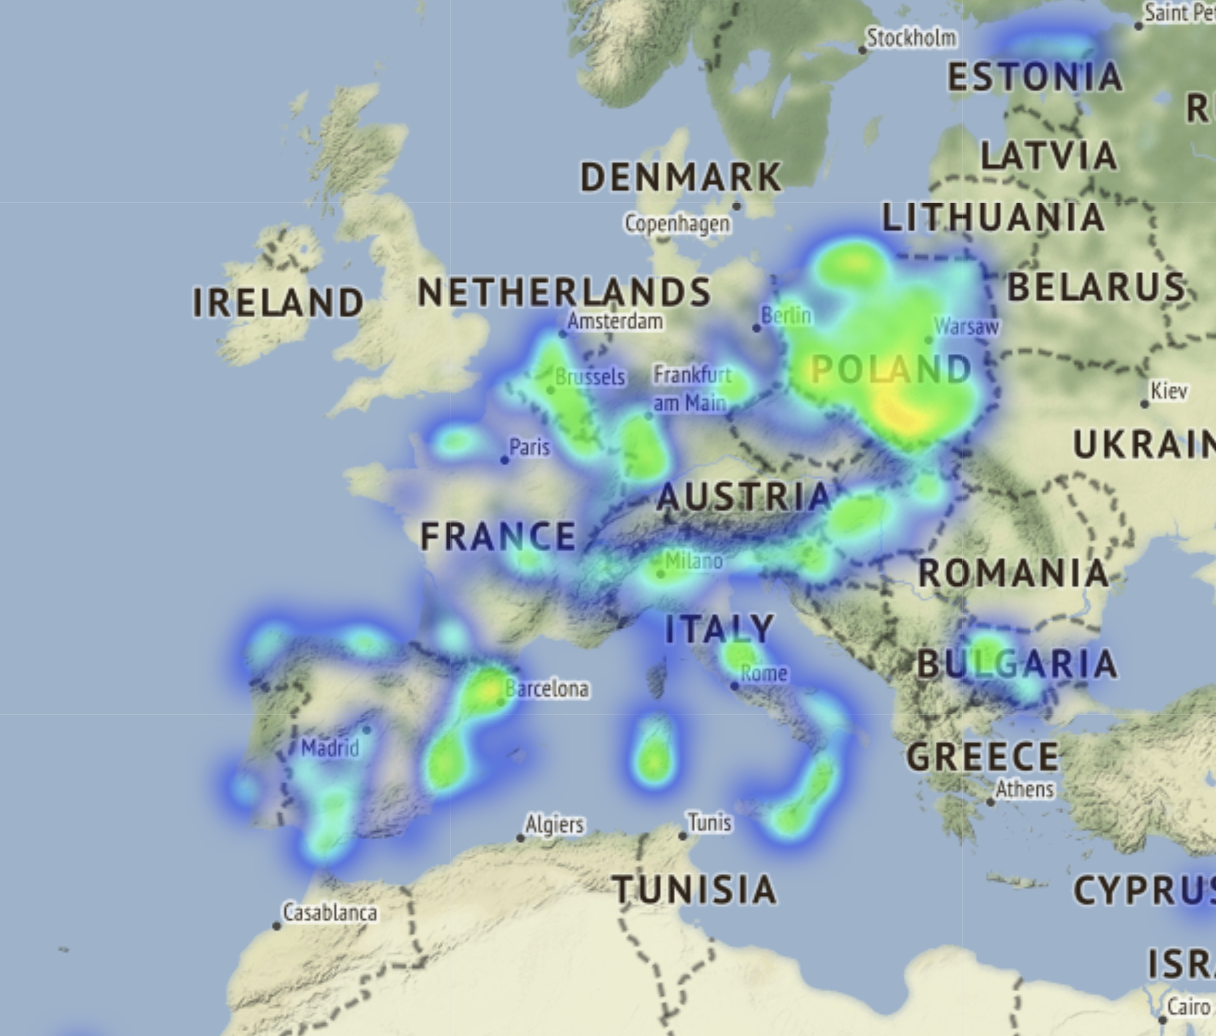 Saint Pe
Stockholm
ESTONIA
R
LATVIA
DENMARK
LITHUANIA
Copenhagen
NETHERLANDS
BELARUS
IRELAND
Amsterdam
Berlin
Warsaw
Brussels
Frankfurt
am Main
POLAND
Kiev
Paris
UKRAIN
AUSTRIA
FRANCE
Milano
ROMANIA
ITALY
BULGARIA
Rome
Barcelona
Madrid
GREECE
Athens
Algiers
Tunis
TUNISIA
CYPRUS
Casablanca
ISR
Cairo